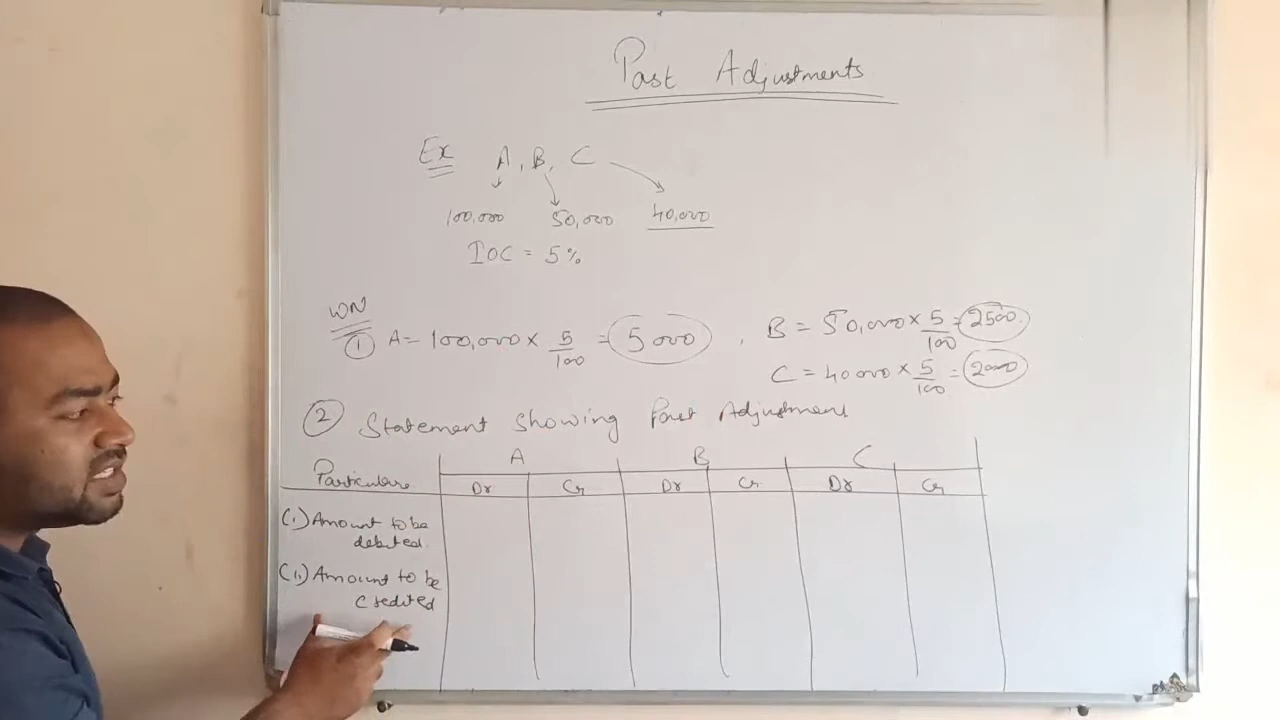 Past Adjustments
Ex A, B, C
100,000 50,000 40,000
IOC = 5%
WN
① A = 100,000 × 5/100 = 5000 , B = 50,000 × 5/100 = 2500
C = 40000 × 5/100 = 2000
② Statement Showing Past Adjustment
Particulars A B C
Dr Cr Dr Cr Dr Cr
(i) Amount to be
debited
(ii) Amount to be
credited